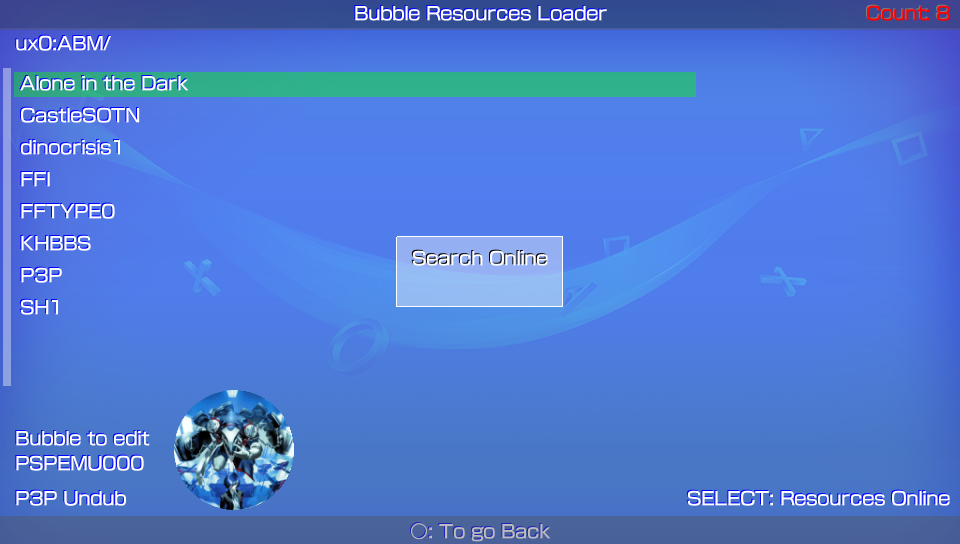 Bubble Resources Loader
Count: 8
ux0:ABM/
Alone in the Dark
CastleSOTN
dinocrisis1
FFI
FFTYPE0
KHBBS
P3P
SH1
Search Online
Bubble to edit
PSPEMU000
P3P Undub
SELECT: Resources Online
○: To go Back